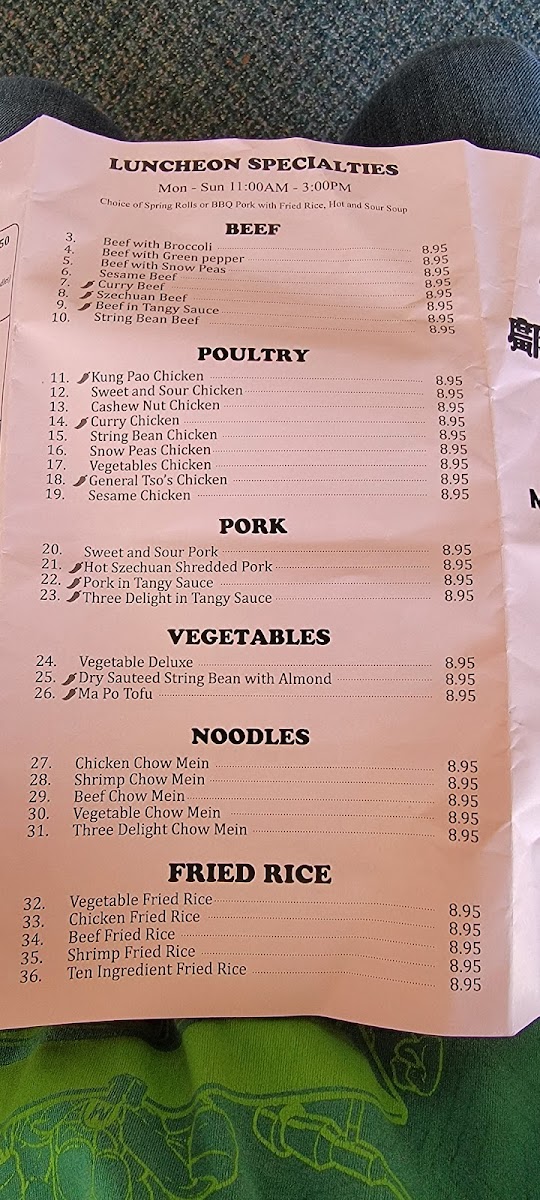 LUNCHEON SPECIALTIES
Mon - Sun 11:00AM - 3:00PM
Choice of Spring Rolls or BBQ Pork with Fried Rice, Hot and Sour Soup
BEEF
3. Beef with Broccoli 8.95
4. Beef with Green pepper 8.95
5. Beef with Snow Peas 8.95
6. Sesame Beef 8.95
7. Curry Beef 8.95
8. Szechuan Beef 8.95
9. Beef in Tangy Sauce 8.95
10. String Bean Beef 8.95
POULTRY
11. Kung Pao Chicken 8.95
12. Sweet and Sour Chicken 8.95
13. Cashew Nut Chicken 8.95
14. Curry Chicken 8.95
15. String Bean Chicken 8.95
16. Snow Peas Chicken 8.95
17. Vegetables Chicken 8.95
18. General Tso's Chicken 8.95
19. Sesame Chicken 8.95
PORK
20. Sweet and Sour Pork 8.95
21. Hot Szechuan Shredded Pork 8.95
22. Pork in Tangy Sauce 8.95
23. Three Delight in Tangy Sauce 8.95
VEGETABLES
24. Vegetable Deluxe 8.95
25. Dry Sauteed String Bean with Almond 8.95
26. Ma Po Tofu 8.95
NOODLES
27. Chicken Chow Mein 8.95
28. Shrimp Chow Mein 8.95
29. Beef Chow Mein 8.95
30. Vegetable Chow Mein 8.95
31. Three Delight Chow Mein 8.95
FRIED RICE
32. Vegetable Fried Rice 8.95
33. Chicken Fried Rice 8.95
34. Beef Fried Rice 8.95
35. Shrimp Fried Rice 8.95
36. Ten Ingredient Fried Rice 8.95